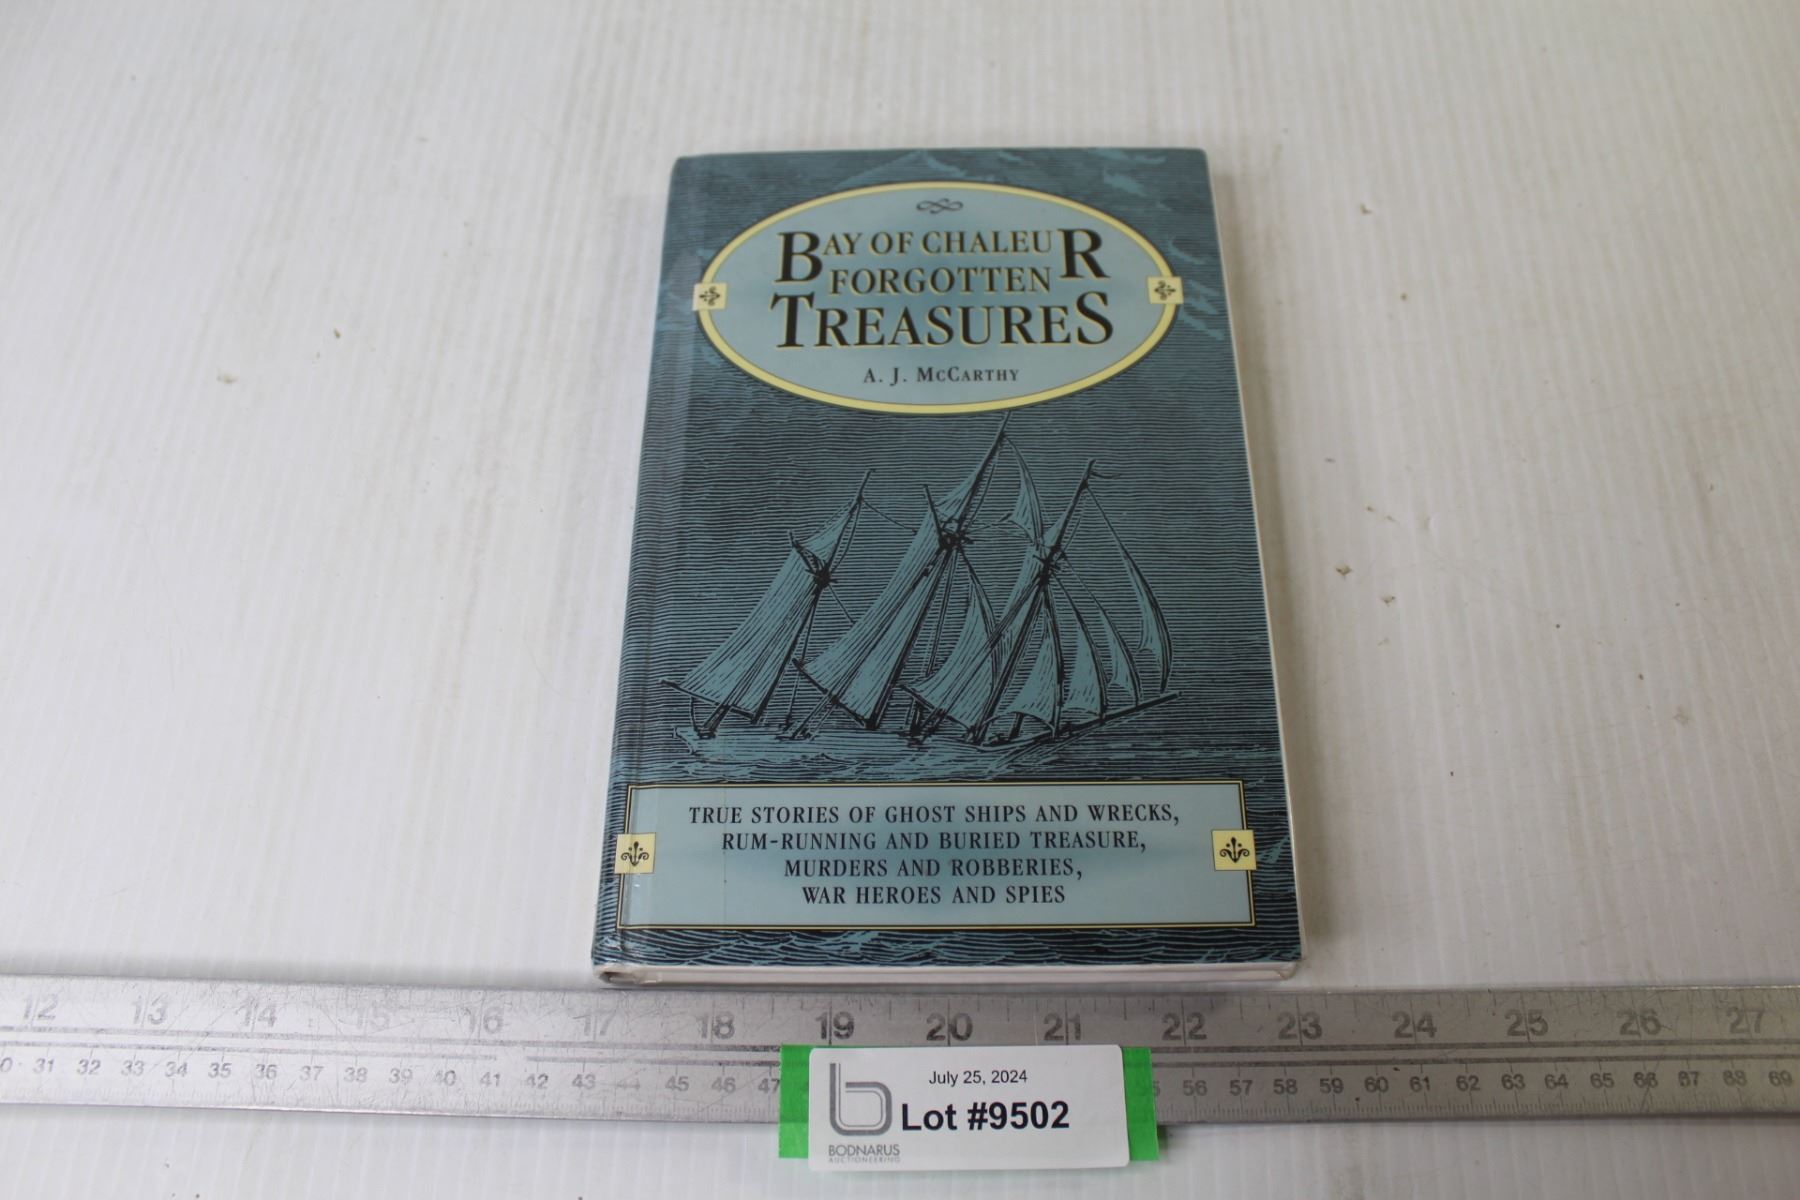 BAY OF CHALEUR
FORGOTTEN
TREASURES
A. J. MCCARTHY
TRUE STORIES OF GHOST SHIPS AND WRECKS,
RUM-RUNNING AND BURIED TREASURE,
MURDERS AND ROBBERIES,
WAR HEROES AND SPIES
12 13 14 15 16 17 18 19 20 21 22 23 24 25 26 27
31 32 33 34 35 36 37 38 39 40 41 42 43 44 45 46 47 56 57 58 59 60 61 62 63 64 65 66 67 68 69
July 25, 2024
Lot #9502
BODNARUS
AUCTIONEERING